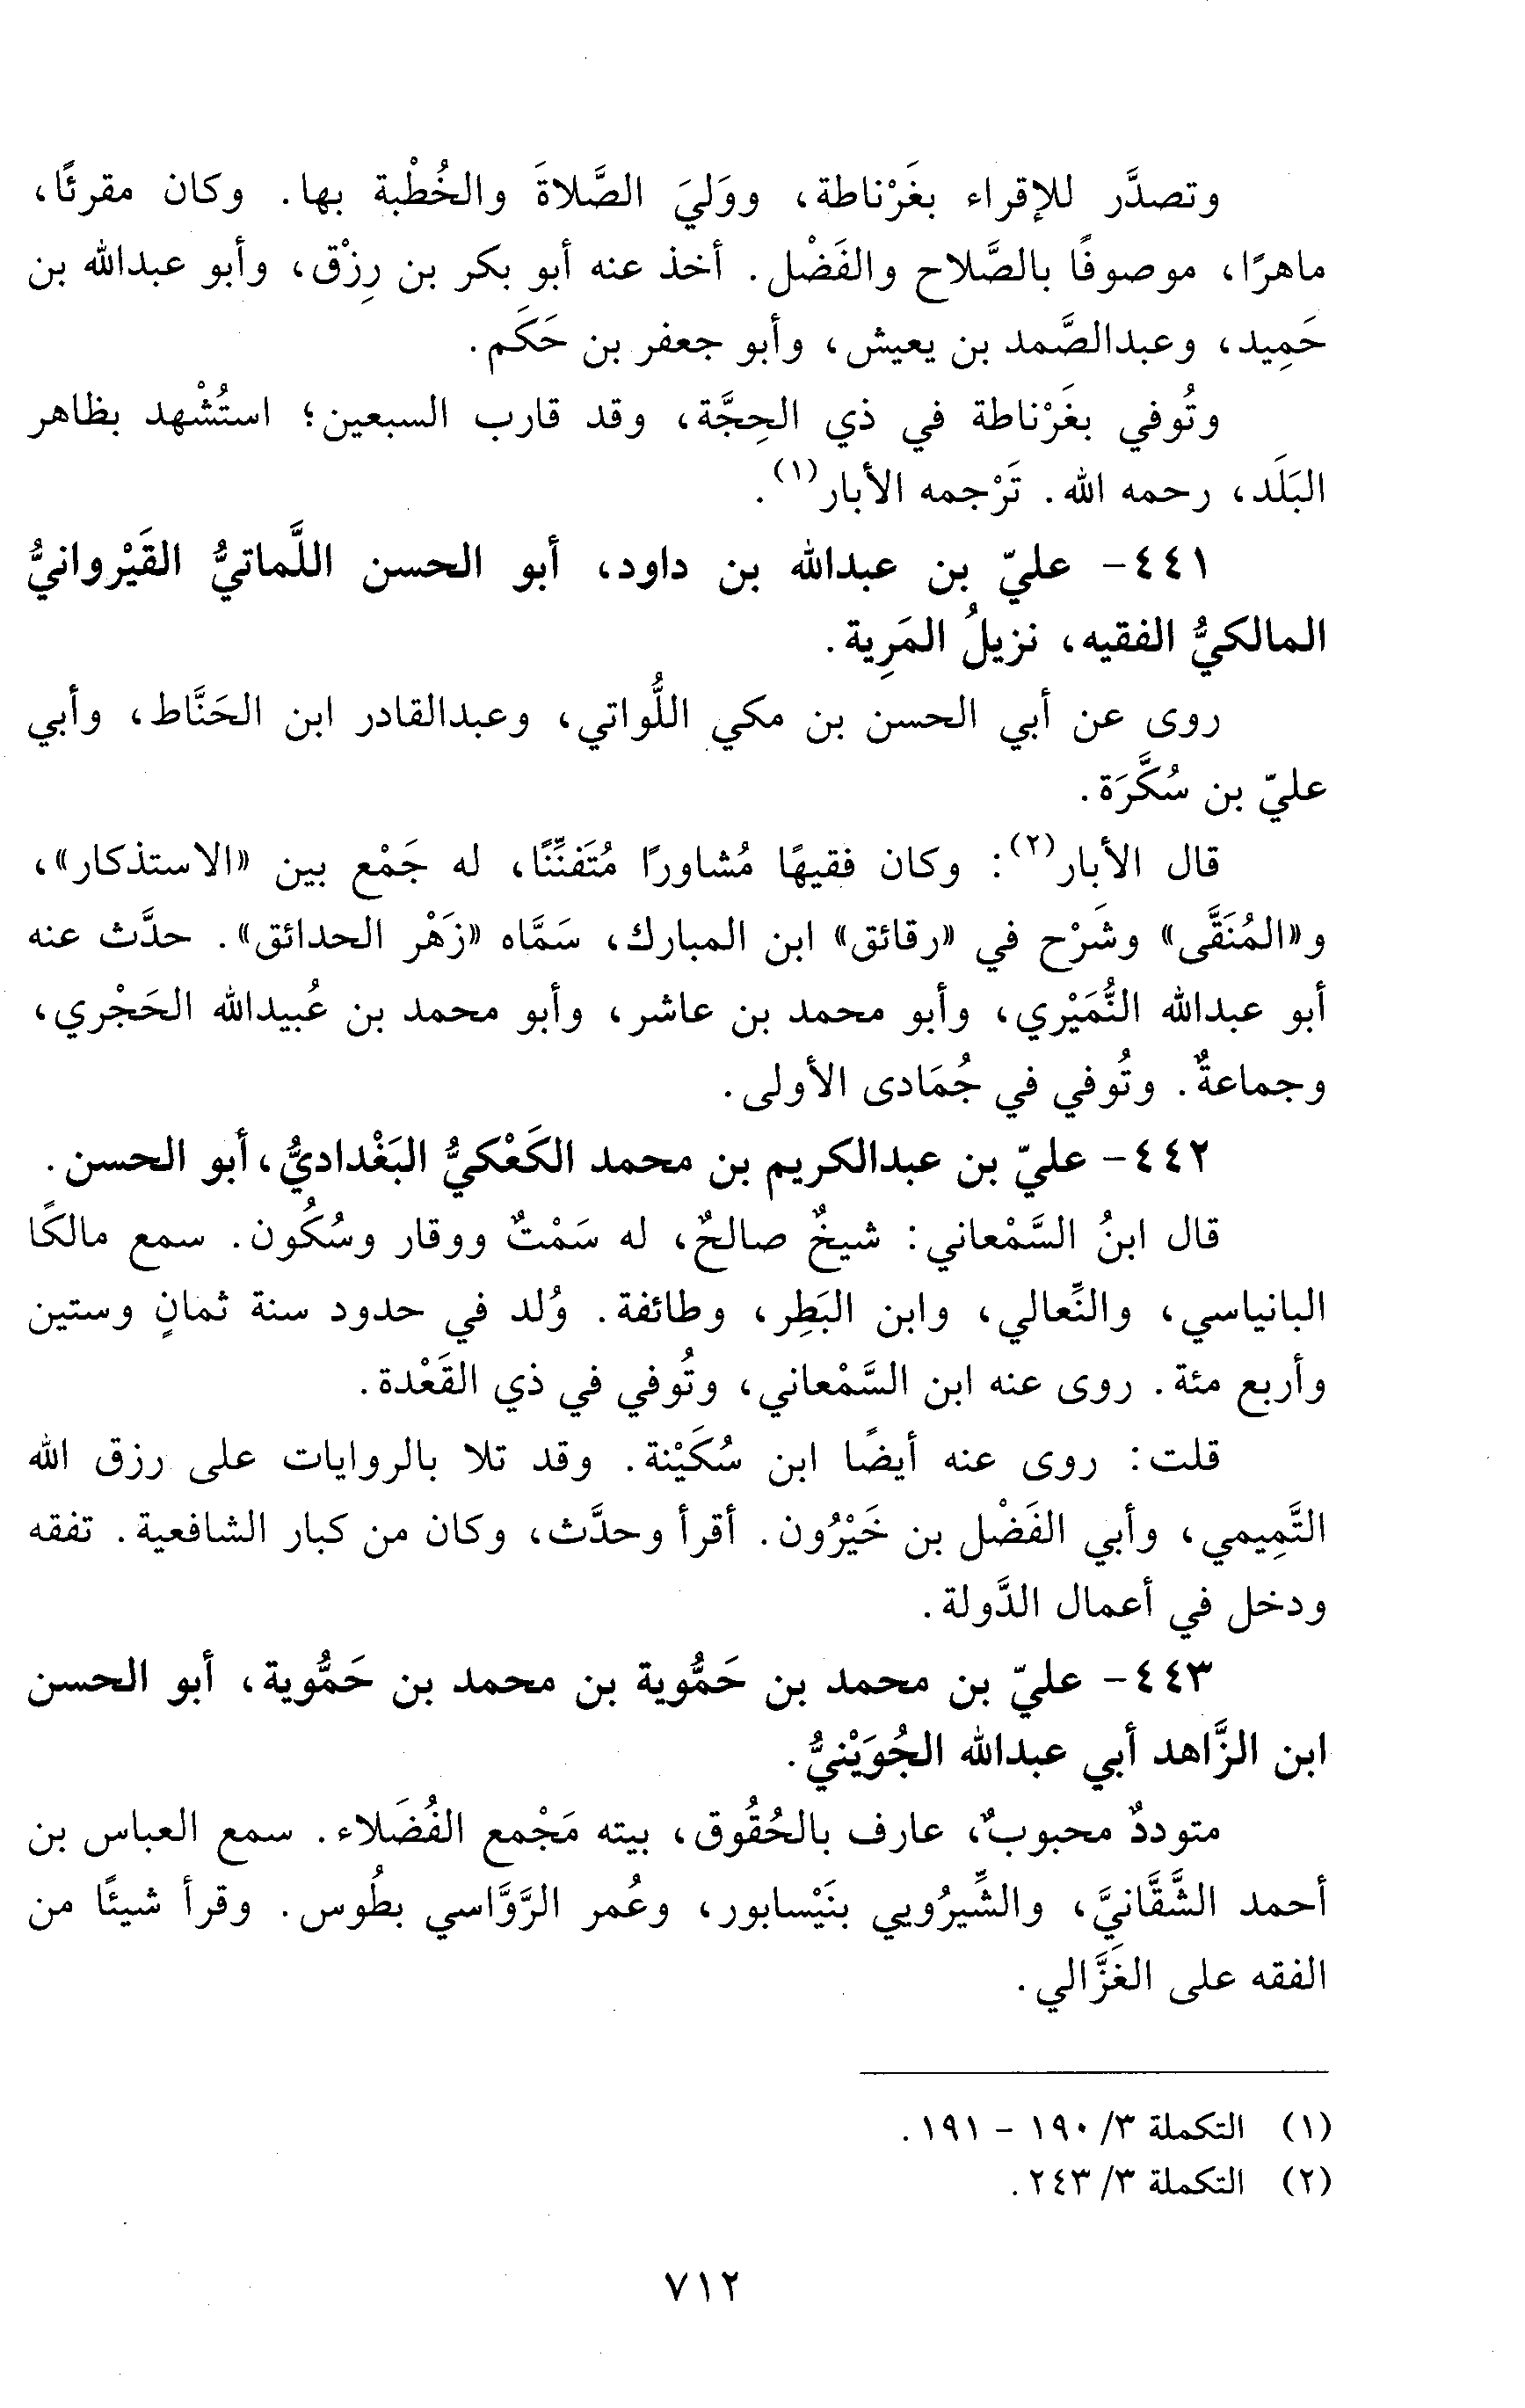 وتصدَّر للإقراء بغَرْناطة، ووَليَ الصَّلاةَ والخُطْبة بها. وكان مقرئًا،
ماهرًا، موصوفًا بالصَّلاح والفَضْل. أخذ عنه أبو بكر بن رِزْق، وأبو عبدالله بن
حَمِيد، وعبدالصَّمد بن يعيش، وأبو جعفر بن حَكَم.
وتُوفي بغَرْناطة في ذي الحِجَّة، وقد قارب السبعين؛ استُشْهد بظاهر
البَلَد، رحمه الله. تَرْجمه الأبار(١).
٤٤١- عليّ بن عبدالله بن داود، أبو الحسن اللَّماتيُّ القَيْروانيُّ
المالكيُّ الفقيه، نزيلُ المَرِية.
روى عن أبي الحسن بن مكي اللُّواتي، وعبدالقادر ابن الحَنَّاط، وأبي
عليّ بن سُكَّرَة.
قال الأبار(٢): وكان فقيهًا مُشاورًا مُتَفنِّنًا، له جَمْع بين «الاستذكار»،
و«المُنَقَّى» وشَرْح في «رقائق» ابن المبارك، سَمَّاه «زَهْر الحدائق». حدَّث عنه
أبو عبدالله النُّمَيْري، وأبو محمد بن عاشر، وأبو محمد بن عُبيدالله الحَجْري،
وجماعةٌ. وتُوفي في جُمَادى الأولى.
٤٤٢- عليّ بن عبدالكريم بن محمد الكَعْكيُّ البَغْداديُّ، أبو الحسن.
قال ابنُ السَّمْعاني: شيخٌ صالحٌ، له سَمْتٌ ووقار وسُكُون. سمع مالكًا
البانياسي، والنِّعالي، وابن البَطِر، وطائفة. وُلد في حدود سنة ثمانٍ وستين
وأربع مئة. روى عنه ابن السَّمْعاني، وتُوفي في ذي القَعْدة.
قلت: روى عنه أيضًا ابن سُكَيْنة. وقد تلا بالروايات على رزق الله
التَّمِيمي، وأبي الفَضْل بن خَيْرُون. أقرأ وحدَّث، وكان من كبار الشافعية. تفقه
ودخل في أعمال الدَّولة.
٤٤٣- عليّ بن محمد بن حَمُّوية بن محمد بن حَمُّوية، أبو الحسن
ابن الزَّاهد أبي عبدالله الجُوَيْنيُّ.
متوددٌ محبوبٌ، عارف بالحُقُوق، بيته مَجْمع الفُضَلاء. سمع العباس بن
أحمد الشَّقَّانيَّ، والشِّيرُويي بنَيْسابور، وعُمر الرَّوَّاسي بطُوس. وقرأ شيئًا من
الفقه على الغَزَّالي.
(١) التكملة ٣/ ١٩٠ - ١٩١.
(٢) التكملة ٣/ ٢٤٣.
٧١٢